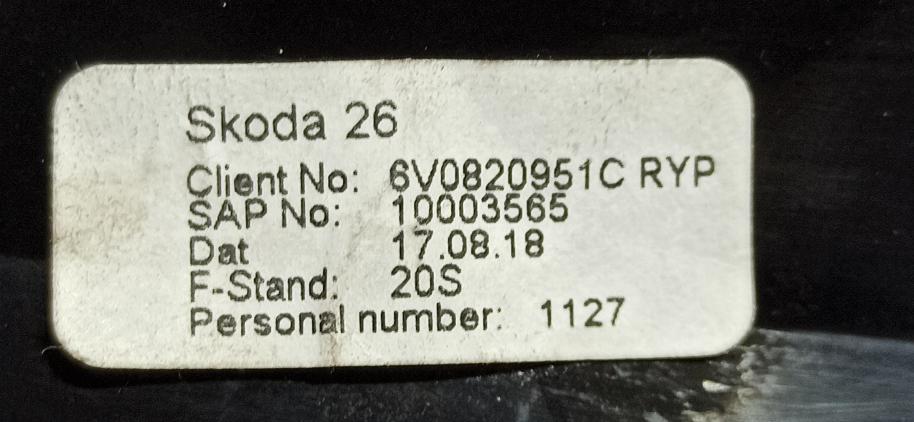 Skoda 26
Client No: 6V0820951C RYP
SAP No: 10003565
Dat 17.08.18
F-Stand: 20S
Personal number: 1127